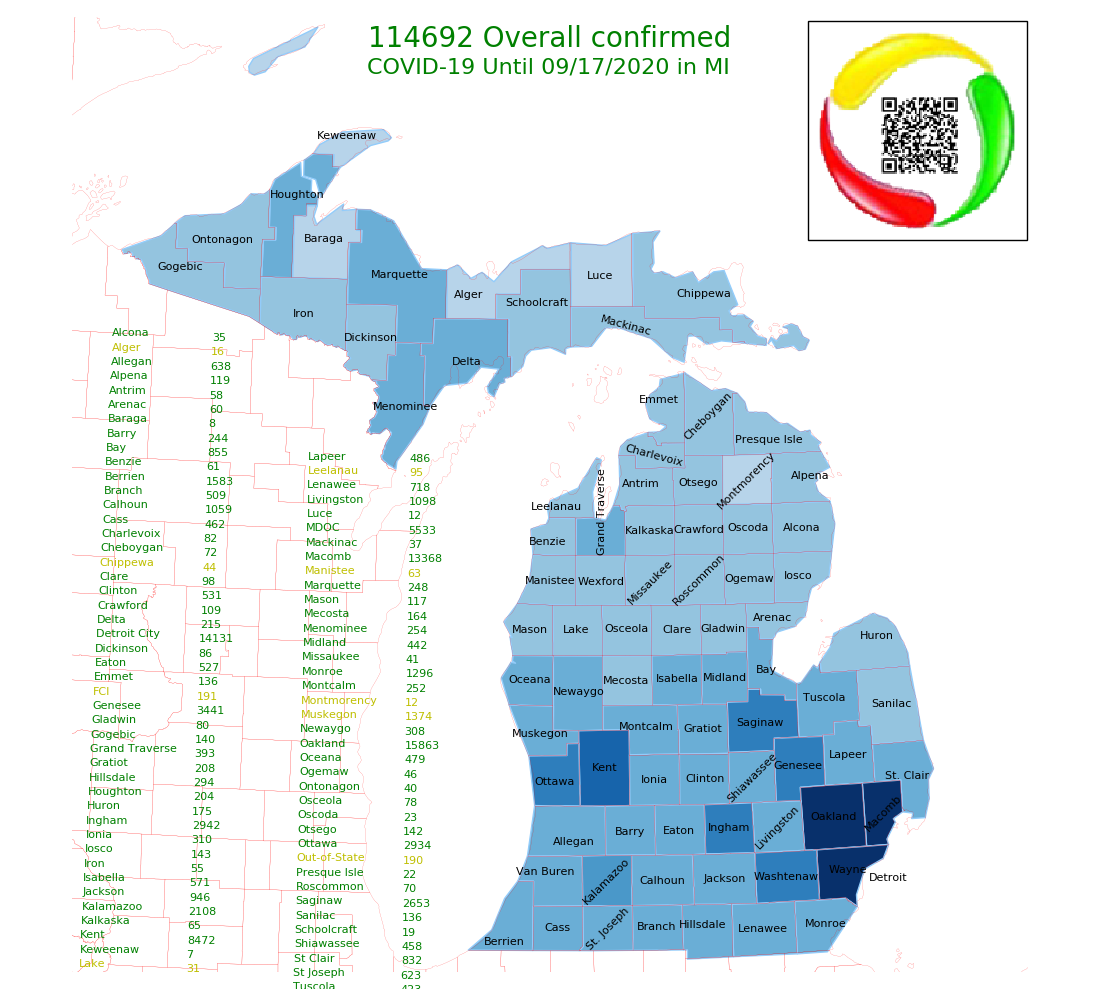 114692 Overall confirmed
COVID-19 Until 09/17/2020 in MI
Keweenaw
Houghton
Ontonagon
Baraga
Gogebic
Marquette
Luce
Alger
Chippewa
Schoolcraft
Iron
Mackinac
Dickinson
Delta
Menominee
Emmet
Cheboygan
Presque Isle
Charlevoix
Antrim
Otsego
Montmorency
Alpena
Leelanau
Grand Traverse
Benzie
Kalkaska
Crawford
Oscoda
Alcona
Manistee
Wexford
Missaukee
Roscommon
Ogemaw
Iosco
Mason
Lake
Osceola
Clare
Gladwin
Arenac
Huron
Oceana
Newaygo
Mecosta
Isabella
Midland
Bay
Tuscola
Sanilac
Muskegon
Montcalm
Gratiot
Saginaw
Ottawa
Kent
Ionia
Clinton
Shiawassee
Genesee
Lapeer
St. Clair
Allegan
Barry
Eaton
Ingham
Livingston
Oakland
Macomb
Van Buren
Kalamazoo
Calhoun
Jackson
Washtenaw
Wayne
Detroit
Berrien
Cass
St. Joseph
Branch
Hillsdale
Lenawee
Monroe
Alcona 35
Alger 16
Allegan 638
Alpena 119
Antrim 58
Arenac 60
Baraga 8
Barry 244
Bay 855
Benzie 61
Berrien 1583
Branch 509
Calhoun 1059
Cass 462
Charlevoix 82
Cheboygan 72
Chippewa 44
Clare 98
Clinton 531
Crawford 109
Delta 215
Detroit City 14131
Dickinson 86
Eaton 527
Emmet 136
FCI 191
Genesee 3441
Gladwin 80
Gogebic 140
Grand Traverse 393
Gratiot 208
Hillsdale 294
Houghton 204
Huron 175
Ingham 2942
Ionia 310
Iosco 143
Iron 55
Isabella 571
Jackson 946
Kalamazoo 2108
Kalkaska 65
Kent 8472
Keweenaw 7
Lake 31
Lapeer 486
Leelanau 95
Lenawee 718
Livingston 1098
Luce 12
MDOC 5533
Mackinac 37
Macomb 13368
Manistee 63
Marquette 248
Mason 117
Mecosta 164
Menominee 254
Midland 442
Missaukee 41
Monroe 1296
Montcalm 252
Montmorency 12
Muskegon 1374
Newaygo 308
Oakland 15863
Oceana 479
Ogemaw 46
Ontonagon 40
Osceola 78
Oscoda 23
Otsego 142
Ottawa 2934
Out-of-State 190
Presque Isle 22
Roscommon 70
Saginaw 2653
Sanilac 136
Schoolcraft 19
Shiawassee 458
St Clair 832
St Joseph 623
Tuscola